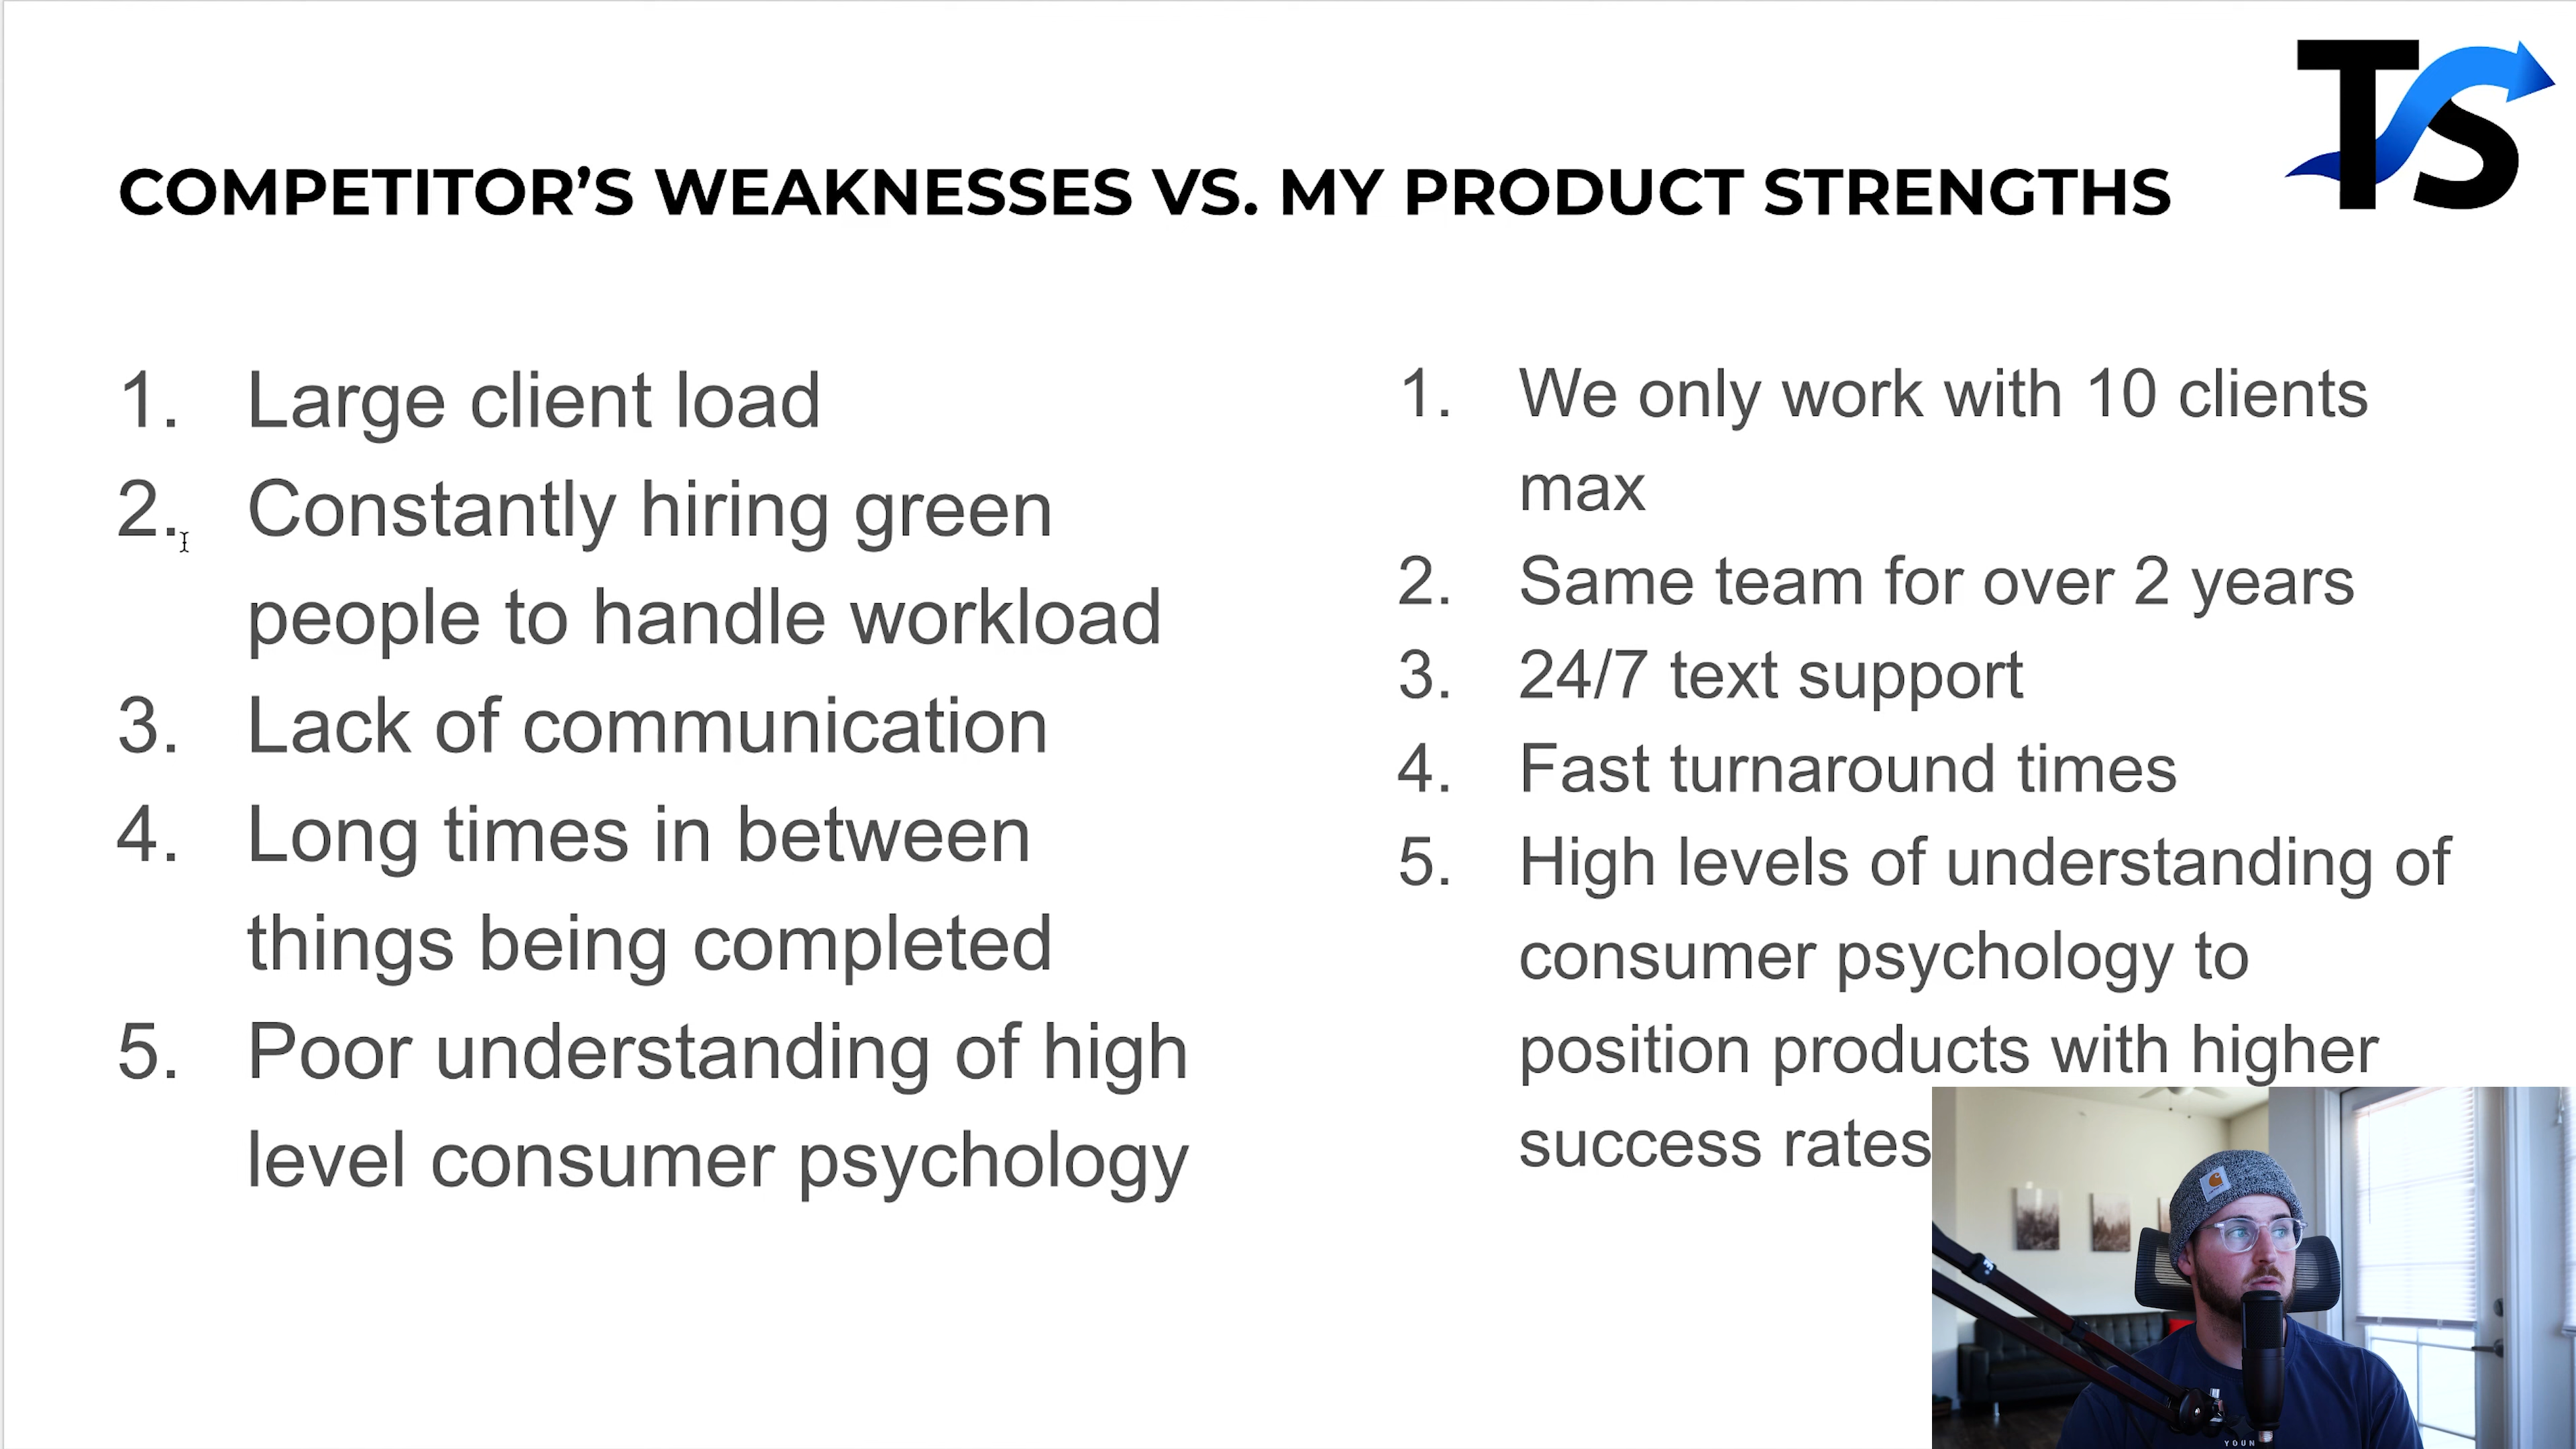 TS
COMPETITOR’S WEAKNESSES VS. MY PRODUCT STRENGTHS
1. Large client load
2. Constantly hiring green
people to handle workload
3. Lack of communication
4. Long times in between
things being completed
5. Poor understanding of high
level consumer psychology
1. We only work with 10 clients
max
2. Same team for over 2 years
3. 24/7 text support
4. Fast turnaround times
5. High levels of understanding of
consumer psychology to
position products with higher
success rates
YOUN